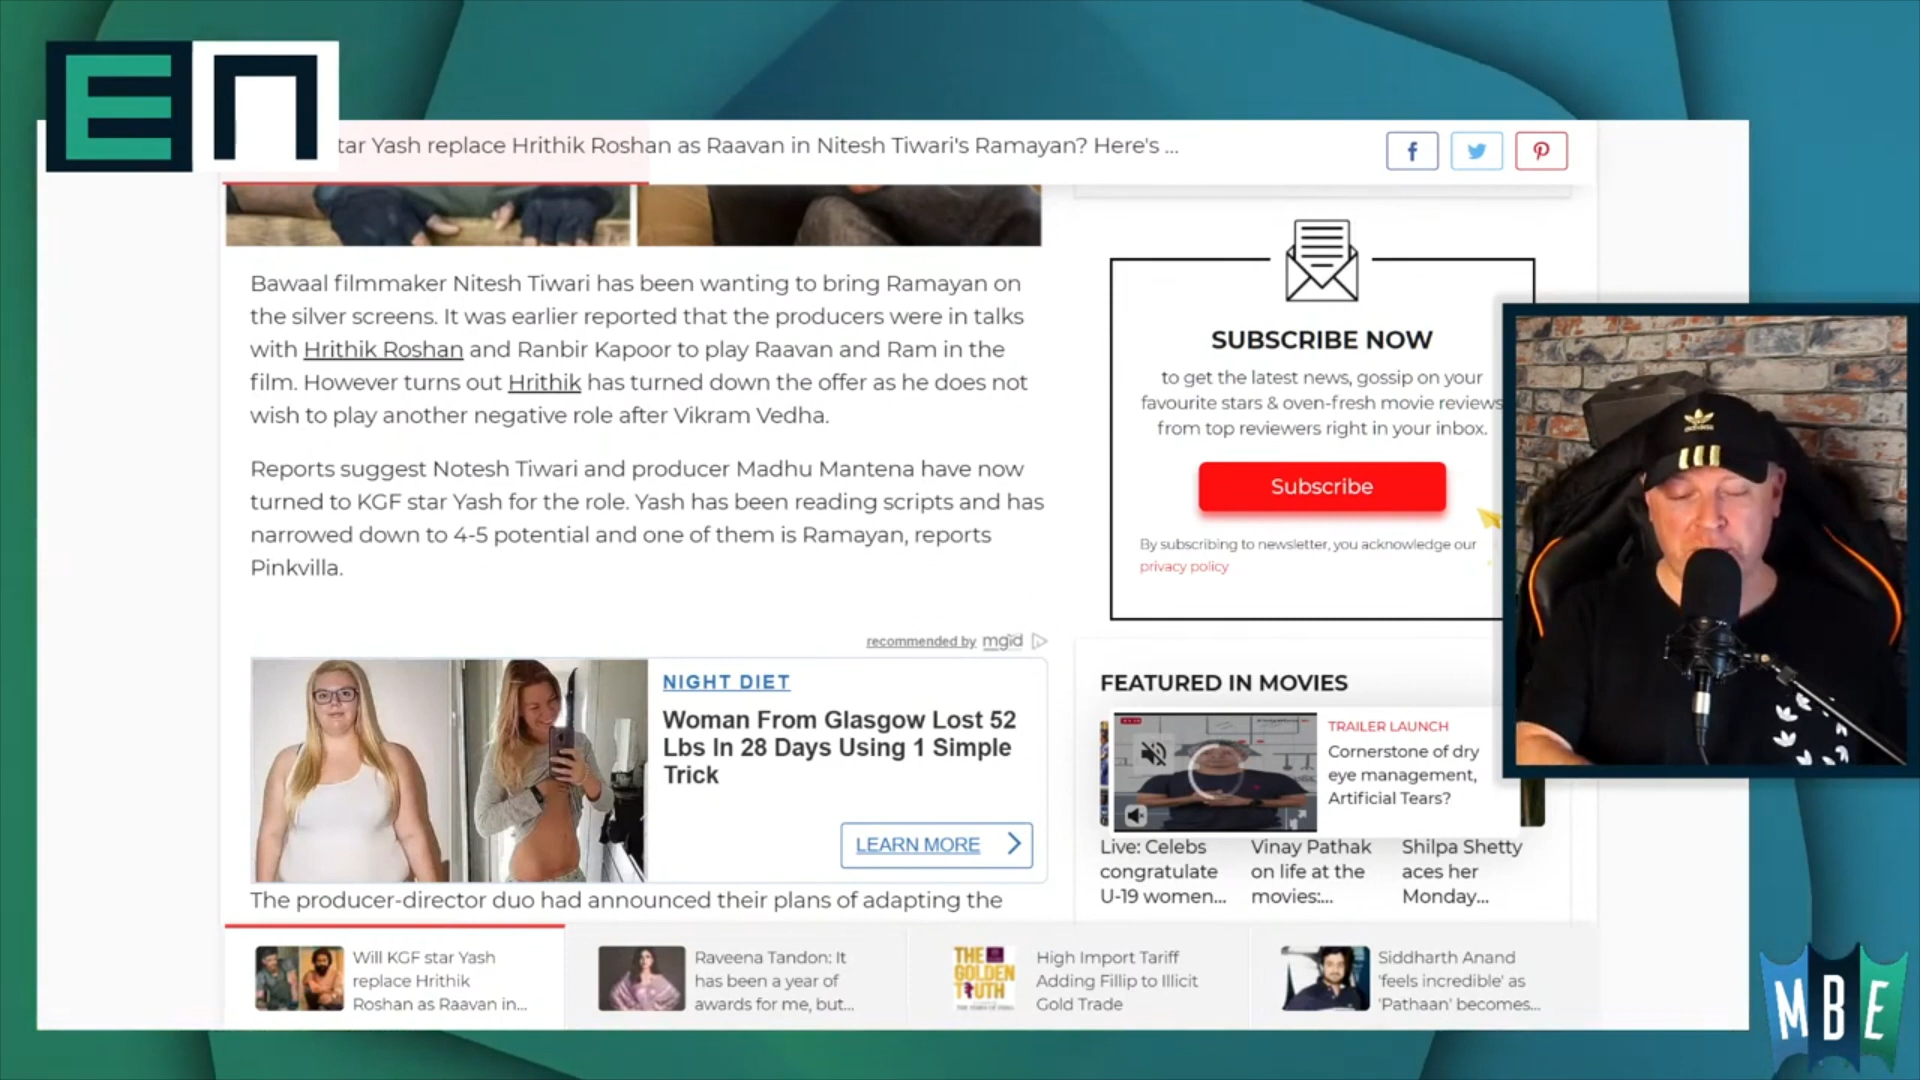 En
tar Yash replace Hrithik Roshan as Raavan in Nitesh Tiwari's Ramayan? Here's ...
Bawaal filmmaker Nitesh Tiwari has been wanting to bring Ramayan on
the silver screens. It was earlier reported that the producers were in talks
with Hrithik Roshan and Ranbir Kapoor to play Raavan and Ram in the
film. However turns out Hrithik has turned down the offer as he does not
wish to play another negative role after Vikram Vedha.
Reports suggest Notesh Tiwari and producer Madhu Mantena have now
turned to KGF star Yash for the role. Yash has been reading scripts and has
narrowed down to 4-5 potential and one of them is Ramayan, reports
Pinkvilla.
recommended by mgid
NIGHT DIET
Woman From Glasgow Lost 52
Lbs In 28 Days Using 1 Simple
Trick
LEARN MORE
The producer-director duo had announced their plans of adapting the
SUBSCRIBE NOW
to get the latest news, gossip on your
favourite stars & oven-fresh movie reviews
from top reviewers right in your inbox.
Subscribe
By subscribing to newsletter, you acknowledge our
privacy policy
FEATURED IN MOVIES
TRAILER LAUNCH
Cornerstone of dry
eye management,
Artificial Tears?
Live: Celebs
congratulate
U-19 women...
Vinay Pathak
on life at the
movies:...
Shilpa Shetty
aces her
Monday...
Will KGF star Yash
replace Hrithik
Roshan as Raavan in...
Raveena Tandon: It
has been a year of
awards for me, but...
THE
GOLDEN
TRUTH
High Import Tariff
Adding Fillip to Illicit
Gold Trade
Siddharth Anand
'feels incredible' as
'Pathaan' becomes...
adidas
MBE